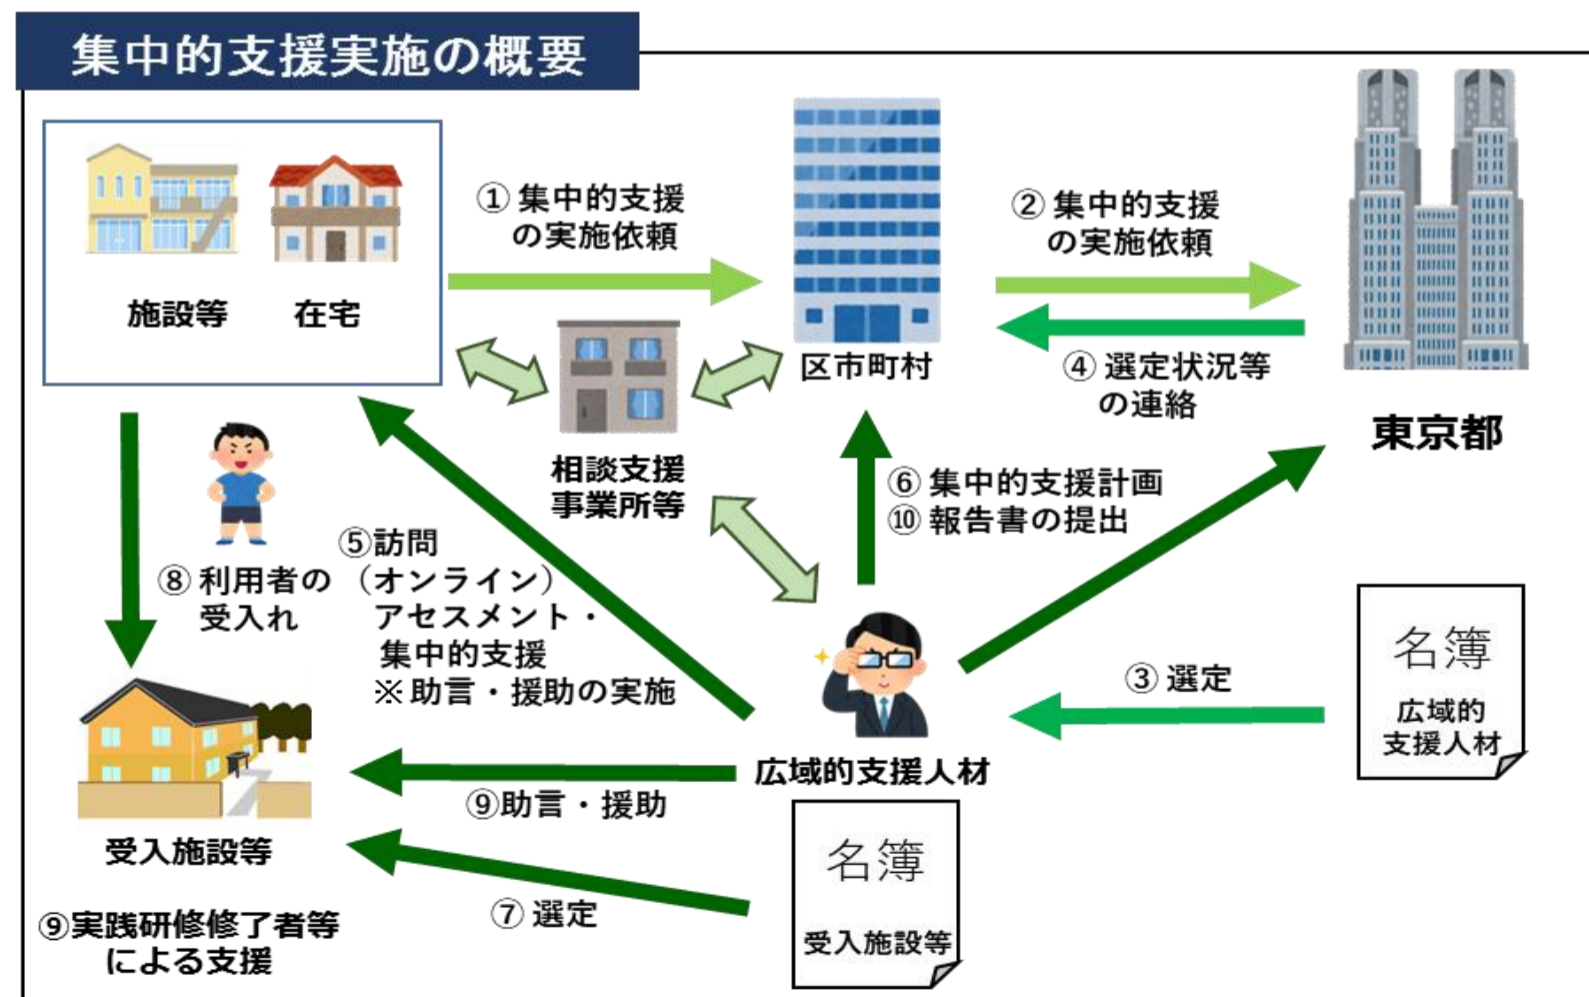 集中的支援実施の概要
施設等
在宅
① 集中的支援
の実施依頼
区市町村
② 集中的支援
の実施依頼
④ 選定状況等
の連絡
東京都
相談支援
事業所等
⑥ 集中的支援計画
⑩ 報告書の提出
⑧ 利用者の
受入れ
⑤訪問
（オンライン）
アセスメント・
集中的支援
※助言・援助の実施
③ 選定
名簿
広域的
支援人材
広域的支援人材
⑨助言・援助
受入施設等
⑦ 選定
名簿
受入施設等
⑨実践研修修了者等
による支援